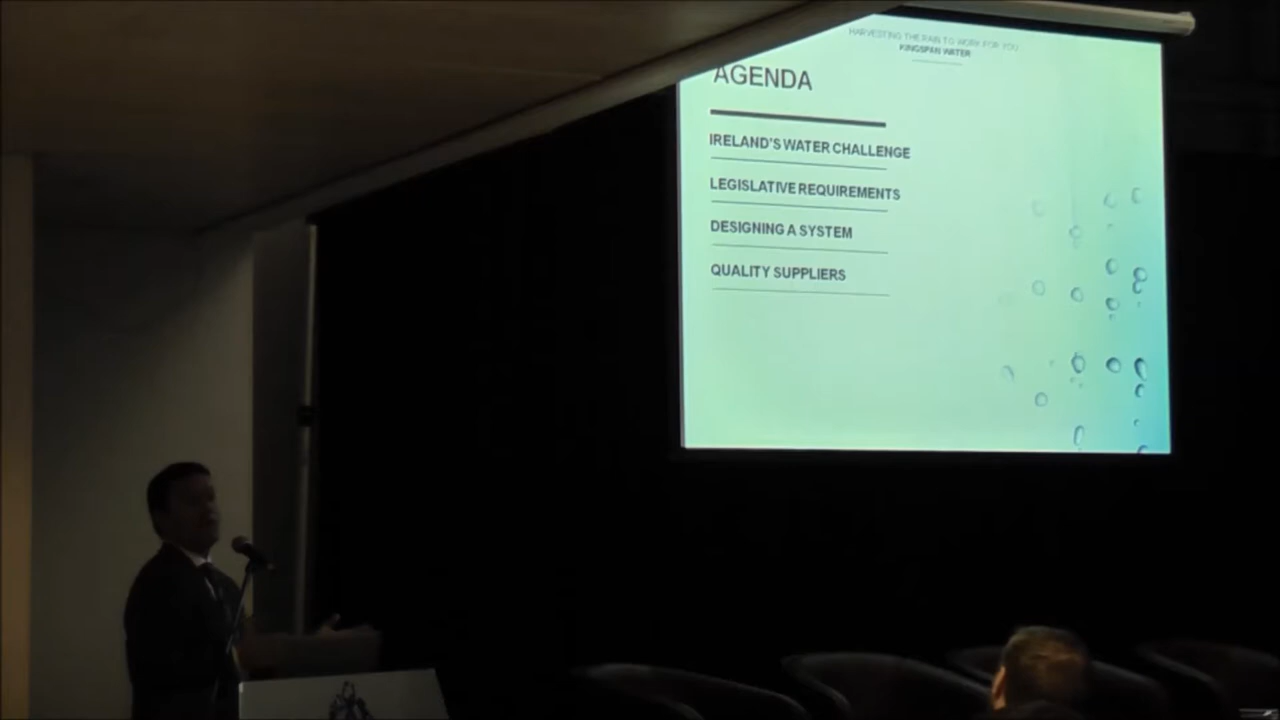 HARVESTING THE RAIN TO WORK FOR YOU
KINGSPAN WATER
AGENDA
IRELAND'S WATER CHALLENGE
LEGISLATIVE REQUIREMENTS
DESIGNING A SYSTEM
QUALITY SUPPLIERS